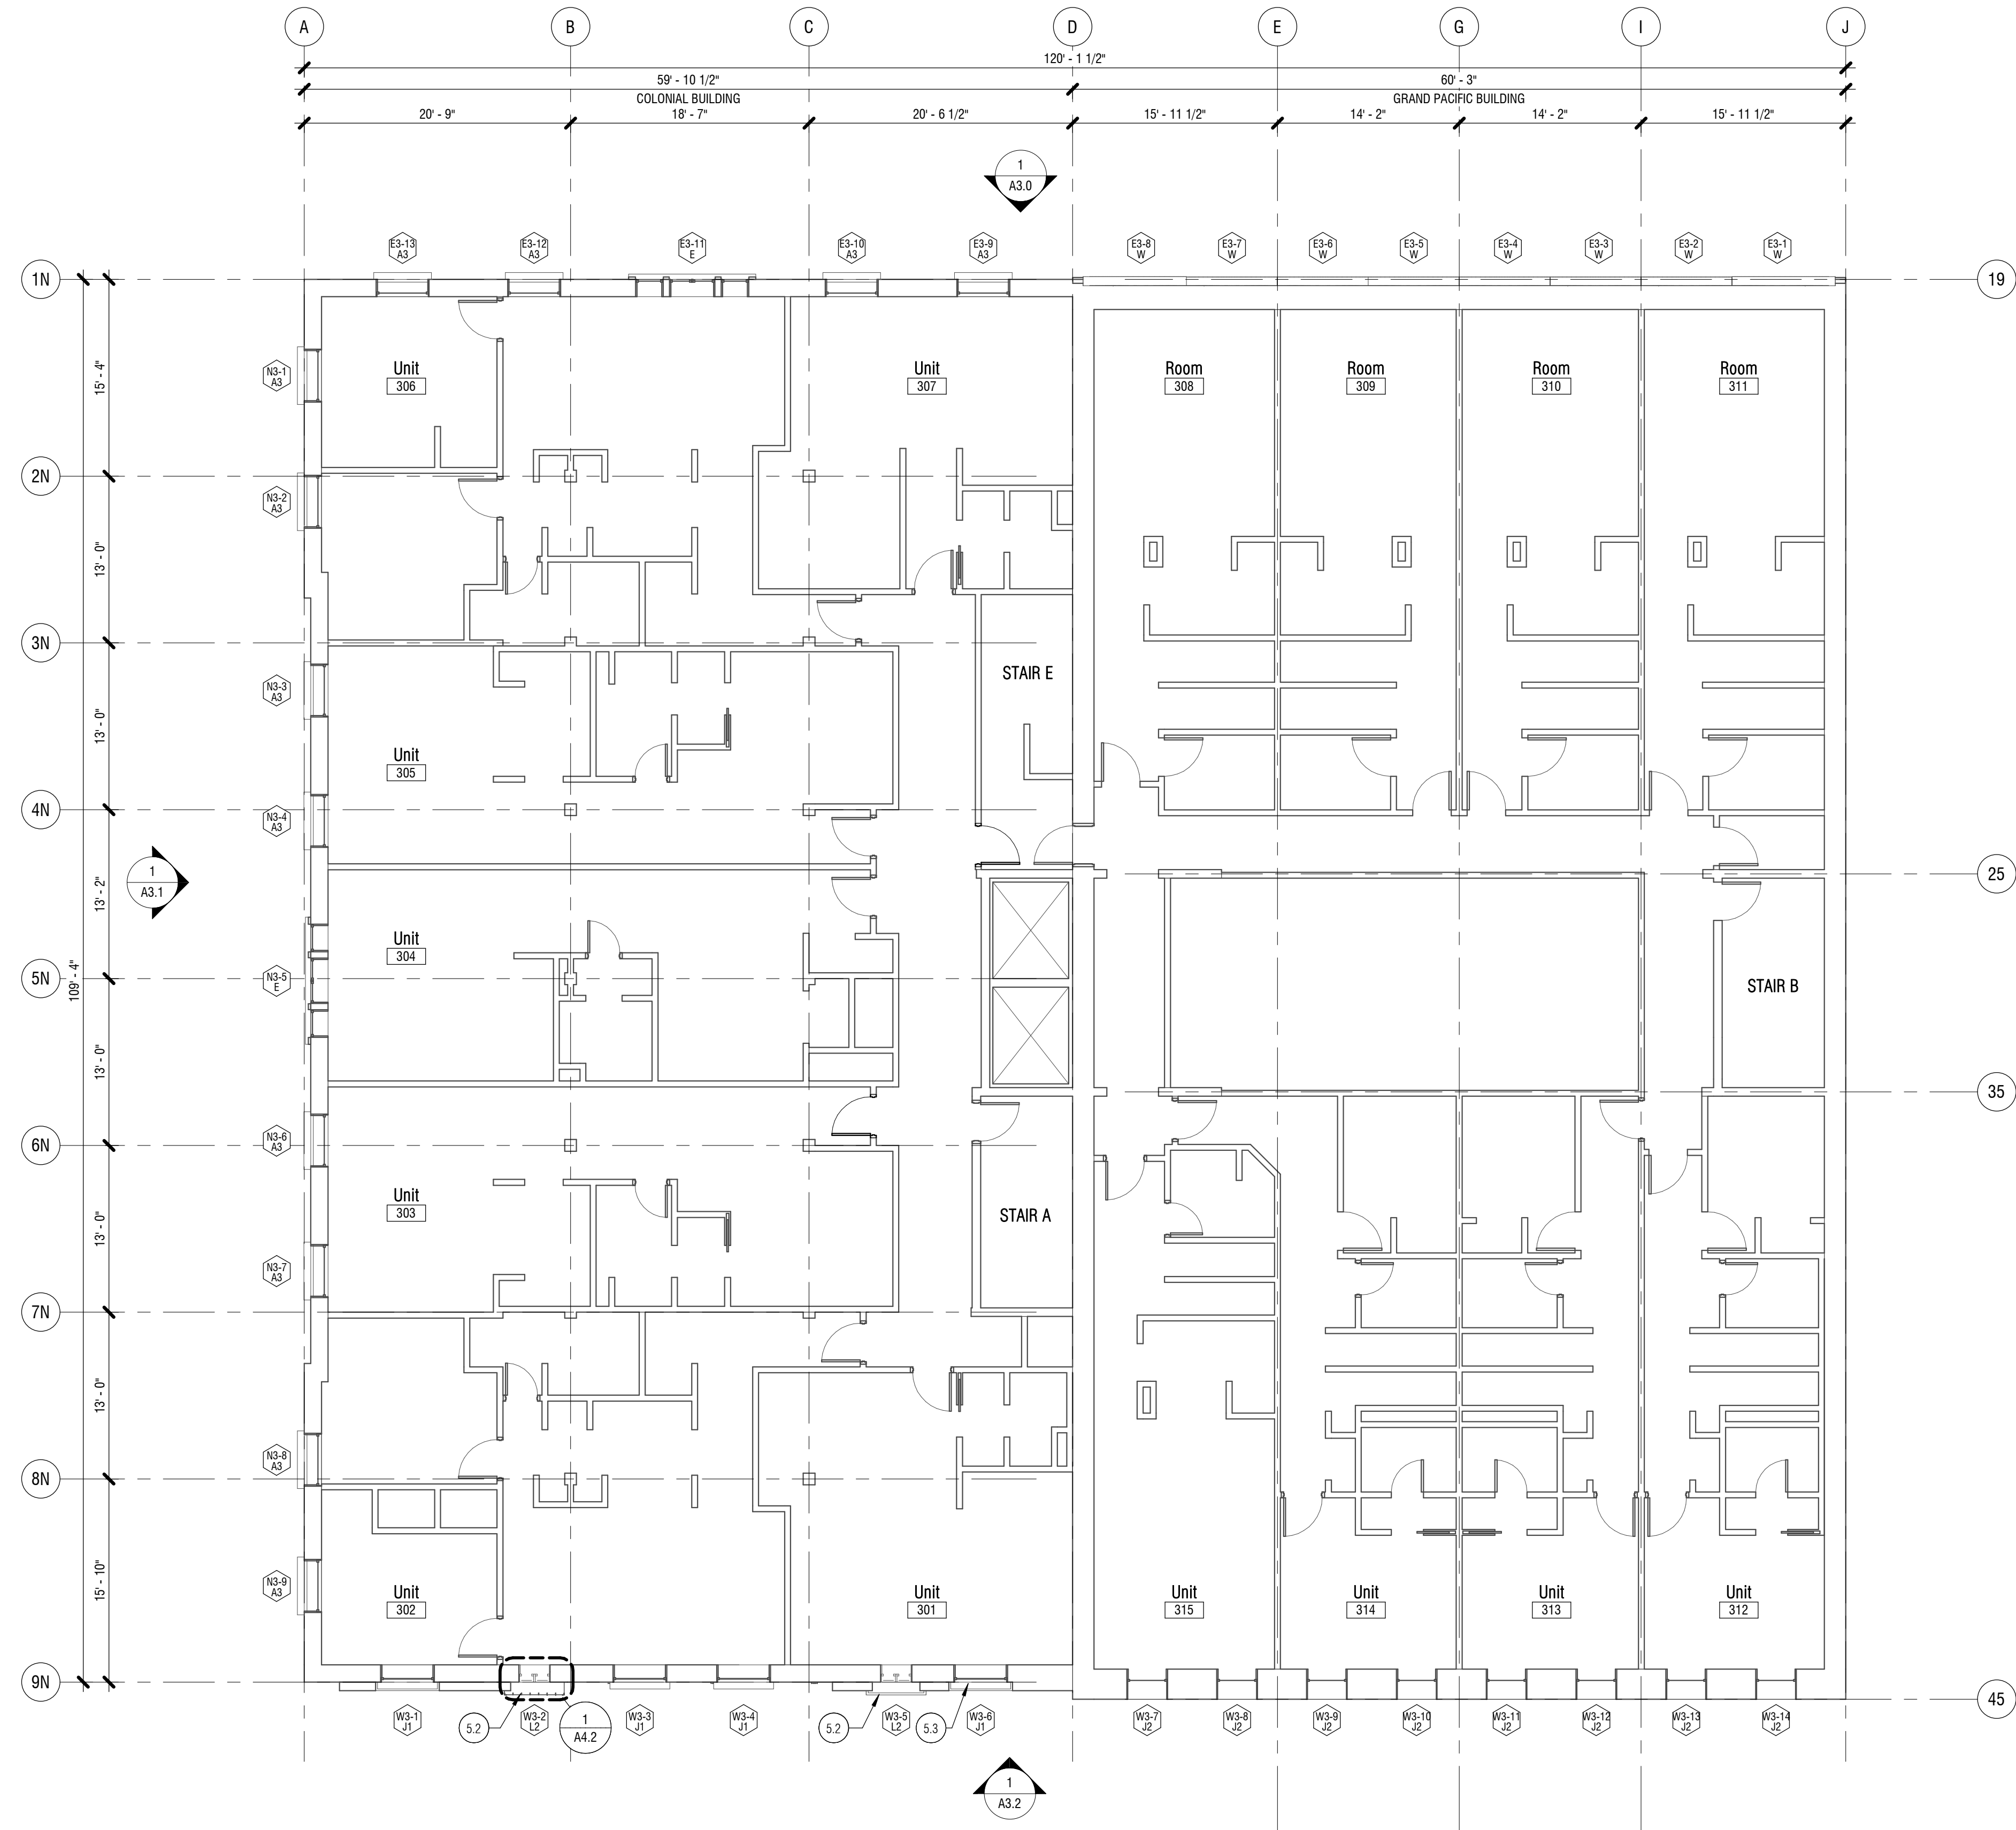 A B C D E G I J
120' - 1 1/2"
59' - 10 1/2" 60' - 3"
COLONIAL BUILDING GRAND PACIFIC BUILDING
20' - 9" 18' - 7" 20' - 6 1/2" 15' - 11 1/2" 14' - 2" 14' - 2" 15' - 11 1/2"
1
A3.0
E3-13 E3-12 E3-11 E3-10 E3-9 E3-8 E3-7 E3-6 E3-5 E3-4 E3-3 E3-2 E3-1
A3 A3 E A3 A3 W W W W W W W W
1N 19
15' - 4"
N3-1
A3
Unit Unit Room Room Room Room
306 307 308 309 310 311
2N
N3-2
A3
13' - 0"
3N
STAIR E
N3-3
A3
13' - 0"
Unit
305
4N
N3-4
A3
1
A3.1
13' - 2"
25
Unit
304
5N
109' - 4"
N3-5
E
STAIR B
13' - 0"
35
6N
N3-6
A3
Unit
303
STAIR A
13' - 0"
N3-7
A3
7N
13' - 0"
N3-8
A3
8N
15' - 10"
N3-9
A3
Unit Unit Unit Unit Unit Unit
302 301 315 314 313 312
9N 45
W3-1 W3-2 W3-3 W3-4 W3-5 W3-6 W3-7 W3-8 W3-9 W3-10 W3-11 W3-12 W3-13 W3-14
J1 L2 J1 J1 L2 J1 J2 J2 J2 J2 J2 J2 J2 J2
5.2 5.2 5.3
1
A4.2
1
A3.2